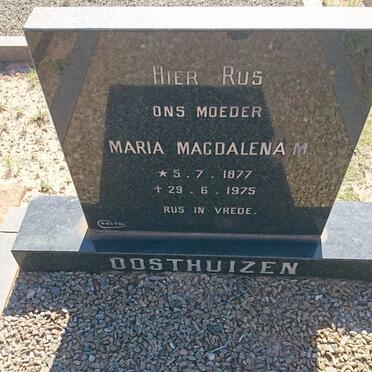 HIER RUS
ONS MOEDER
MARIA MAGDALENA M
★ 5.7.1877
✝ 29.6.1975
RUS IN VREDE.
OOSTHUIZEN